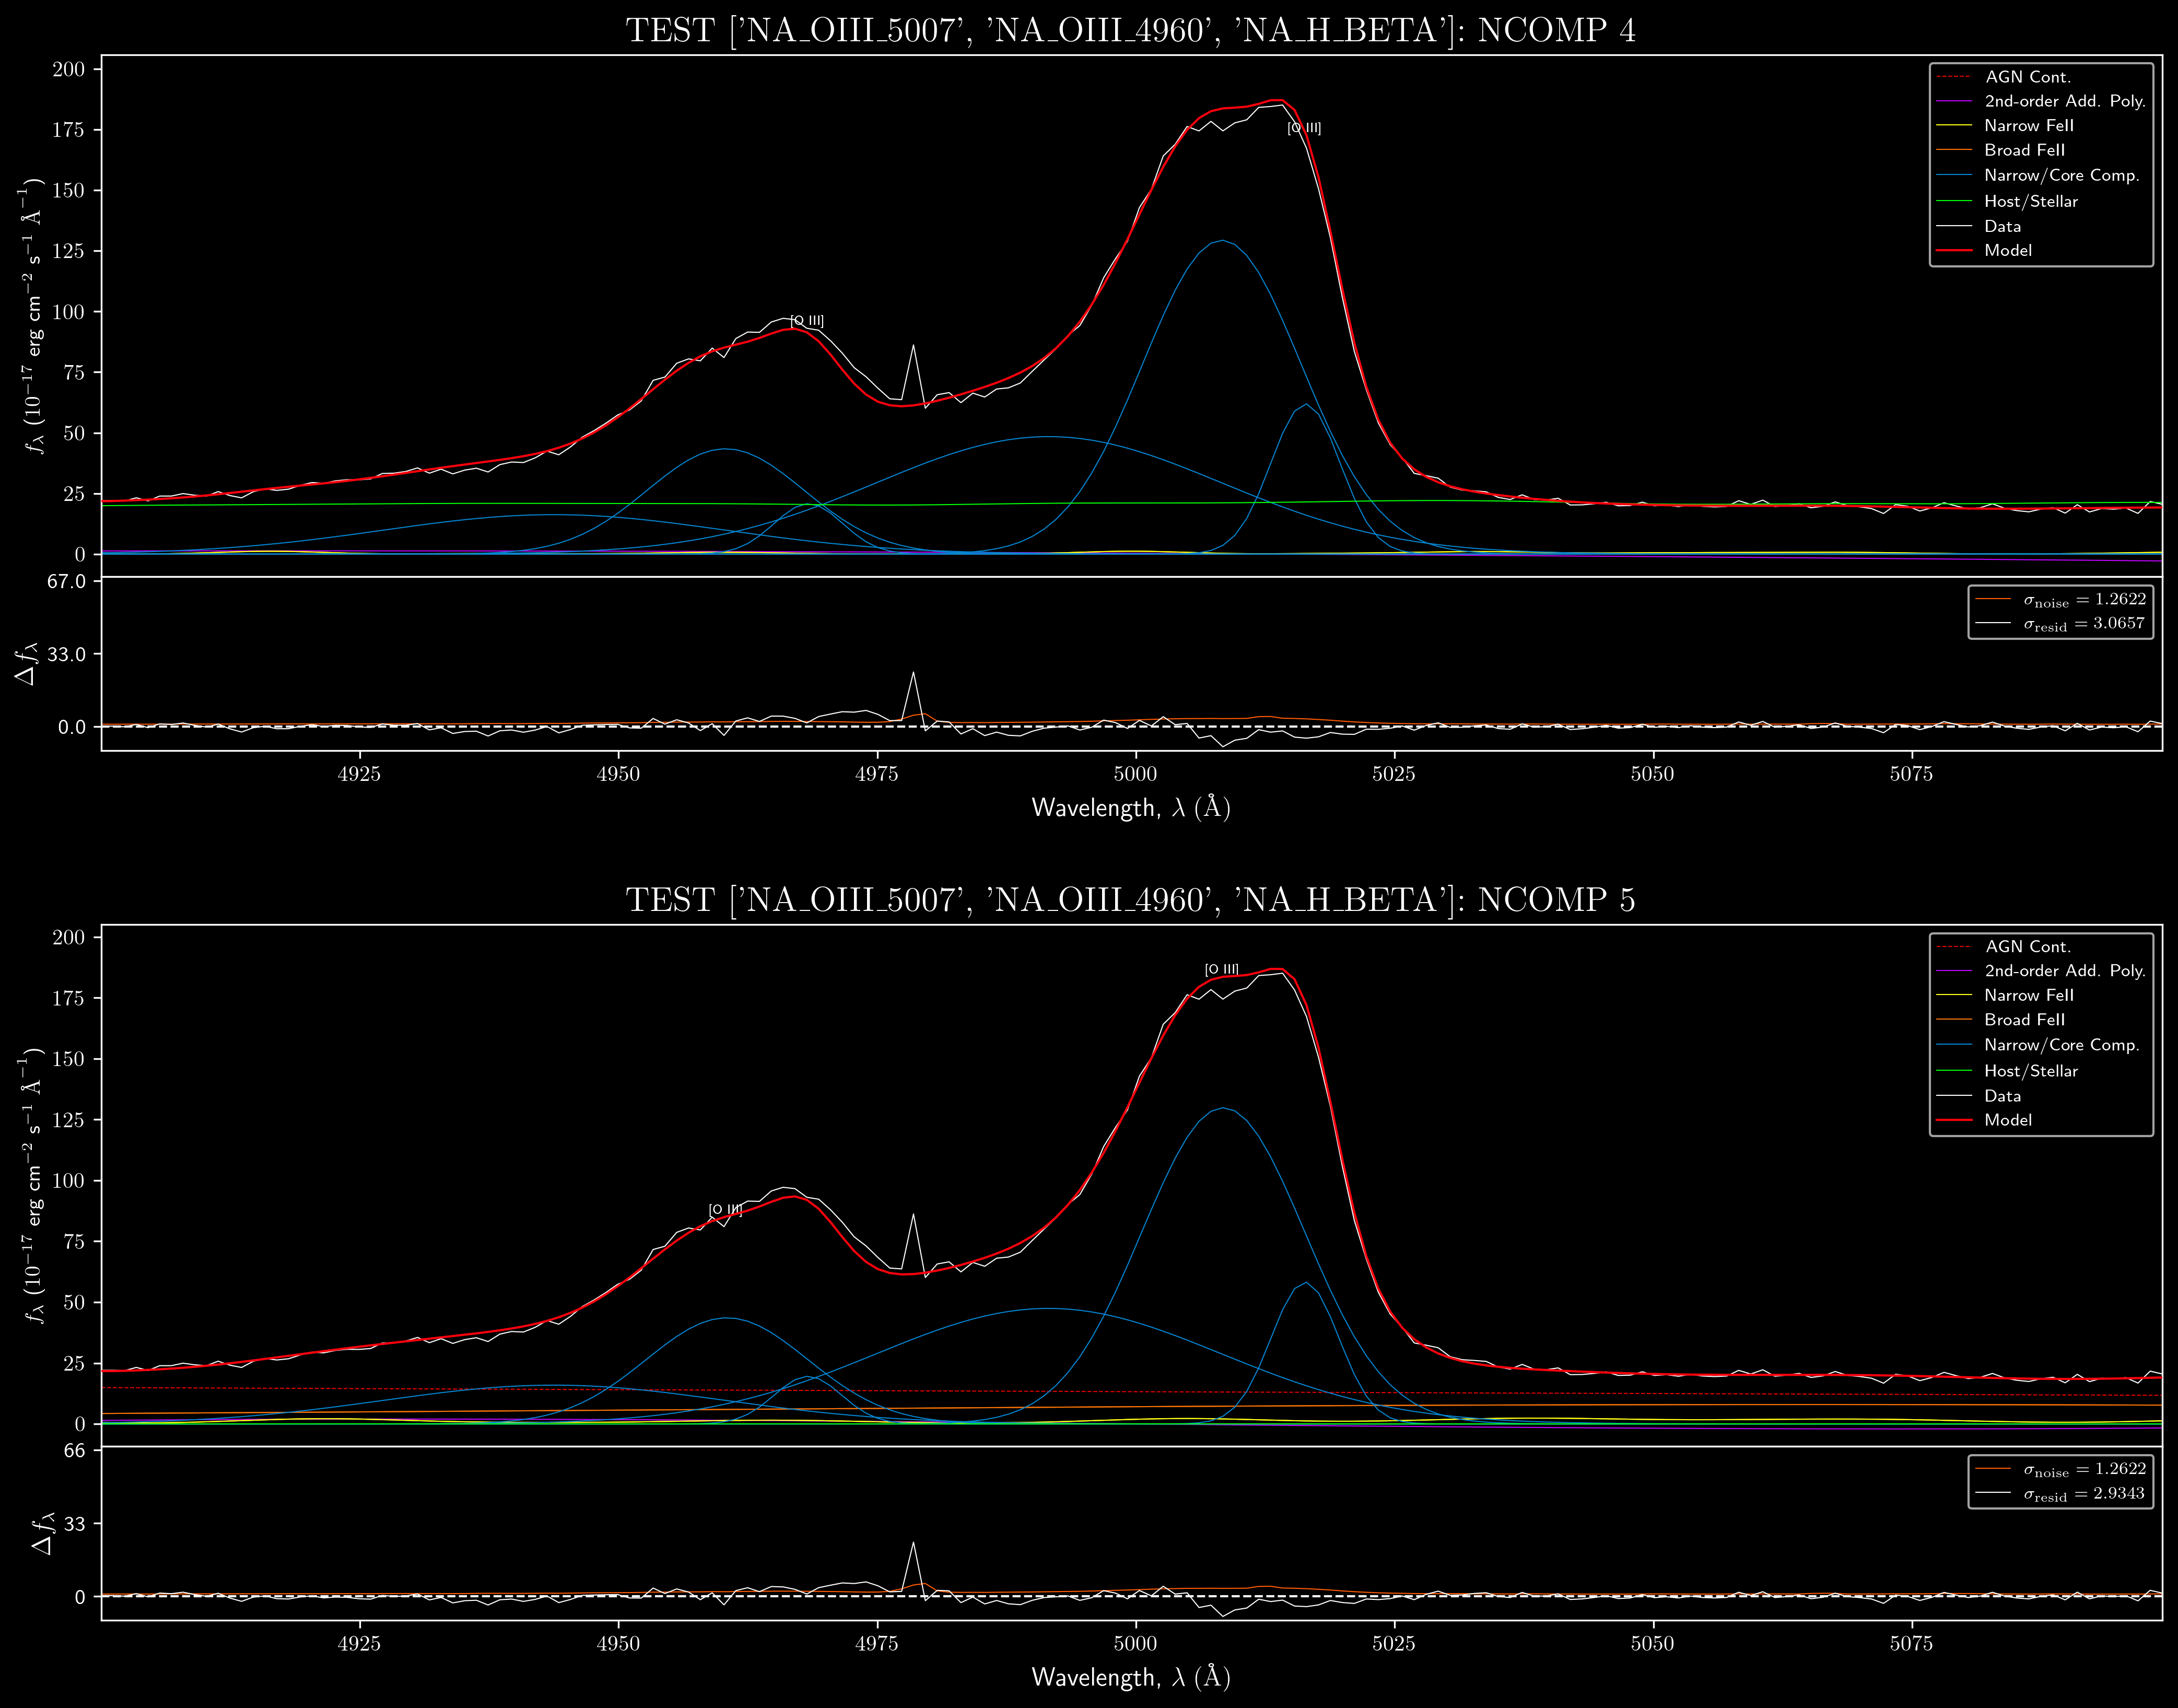 TEST ['NA_OIII_5007', 'NA_OIII_4960', 'NA_H_BETA']: NCOMP 4
200
175
150
125
100
75
50
25
0
fλ (10⁻¹⁷ erg cm⁻² s⁻¹ Å⁻¹)
[O III]
[O III]
AGN Cont.
2nd-order Add. Poly.
Narrow FeII
Broad FeII
Narrow/Core Comp.
Host/Stellar
Data
Model
67.0
33.0
0.0
Δfλ
σnoise = 1.2622
σresid = 3.0657
4925 4950 4975 5000 5025 5050 5075
Wavelength, λ (Å)
TEST ['NA_OIII_5007', 'NA_OIII_4960', 'NA_H_BETA']: NCOMP 5
200
175
150
125
100
75
50
25
0
fλ (10⁻¹⁷ erg cm⁻² s⁻¹ Å⁻¹)
[O III]
[O III]
AGN Cont.
2nd-order Add. Poly.
Narrow FeII
Broad FeII
Narrow/Core Comp.
Host/Stellar
Data
Model
66
33
0
Δfλ
σnoise = 1.2622
σresid = 2.9343
4925 4950 4975 5000 5025 5050 5075
Wavelength, λ (Å)